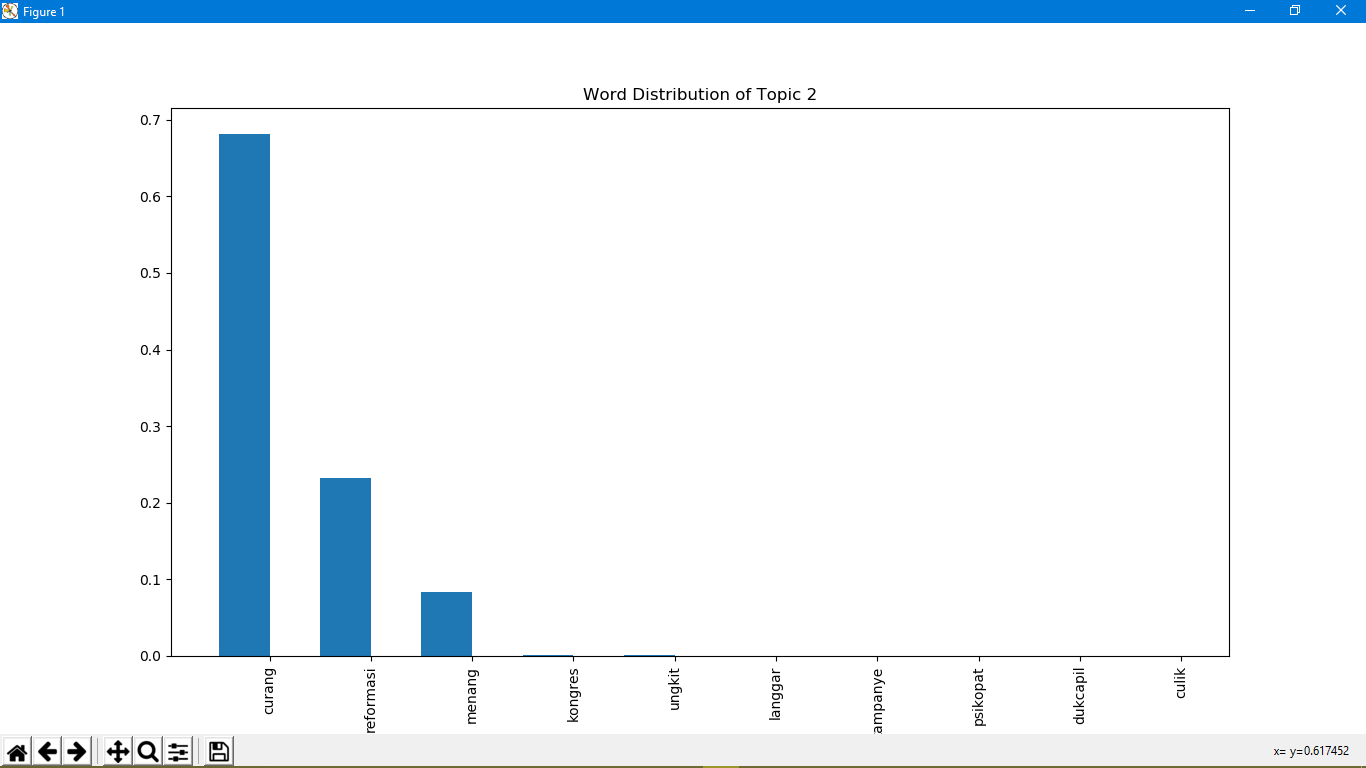 Figure 1
Word Distribution of Topic 2
0.7
0.6
0.5
0.4
0.3
0.2
0.1
0.0
curang
reformasi
menang
kongres
ungkit
langgar
ampanye
psikopat
dukcapil
culik
x= y=0.617452